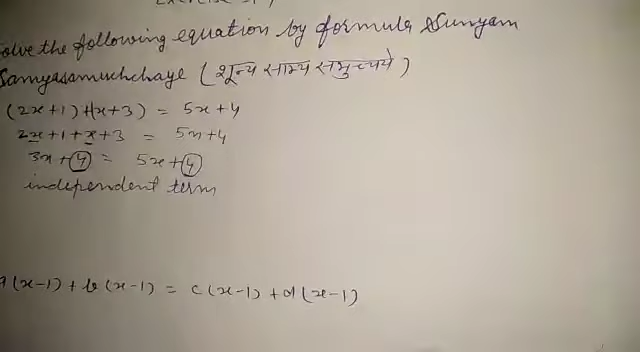 olve the following equation by formula Sunyam
Samyasamuchchaye (शून्य साम्य समुच्चये)
(2x+1)+(x+3) = 5x+4
2x+1+x+3 = 5x+4
3x+4 = 5x+4
independent term
(x-1)+b(x-1) = c(x-1)+d(x-1)